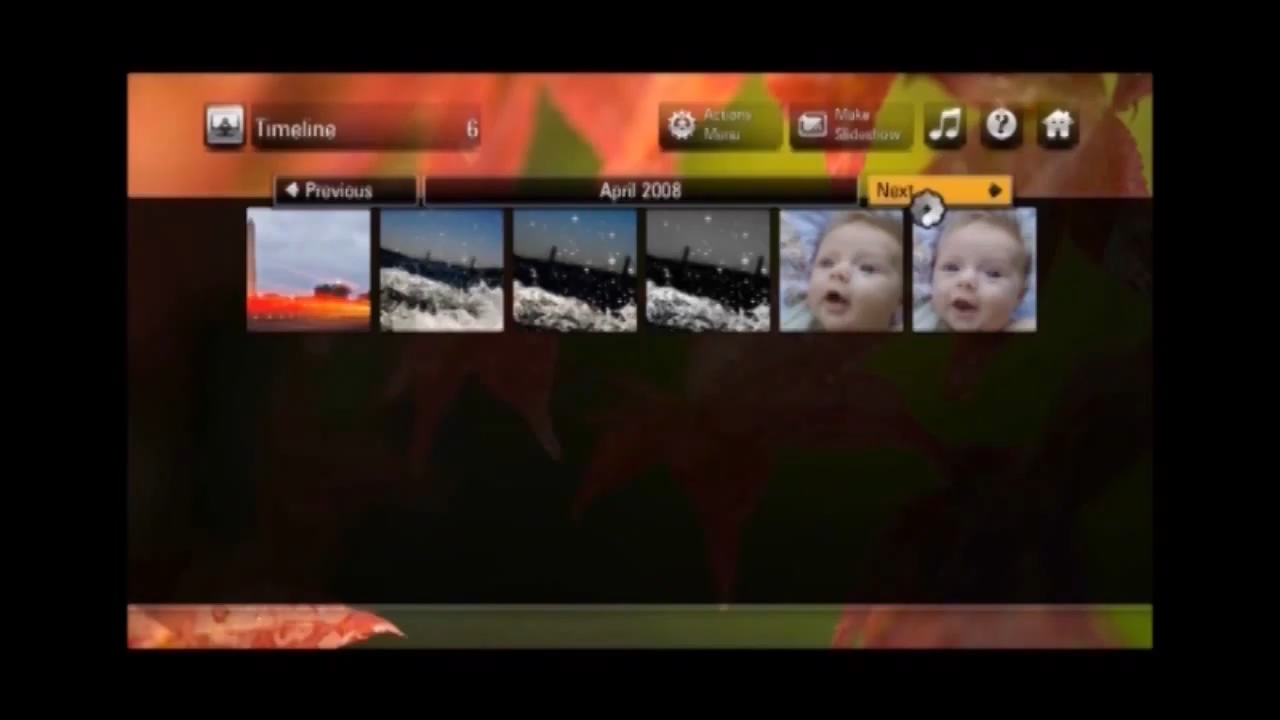 Timeline 6
Actions
Menu
Make
Slideshow
?
Previous
April 2008
Next